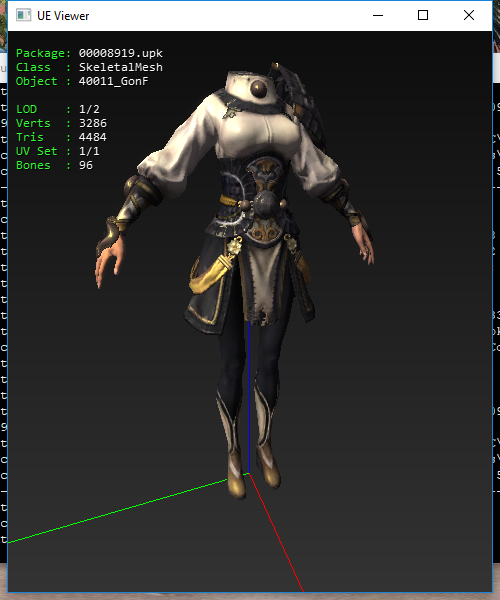 UE Viewer
Package: 00008919.upk
Class : SkeletalMesh
Object : 40011_GonF
LOD : 1/2
Verts : 3286
Tris : 4484
UV Set : 1/1
Bones : 96